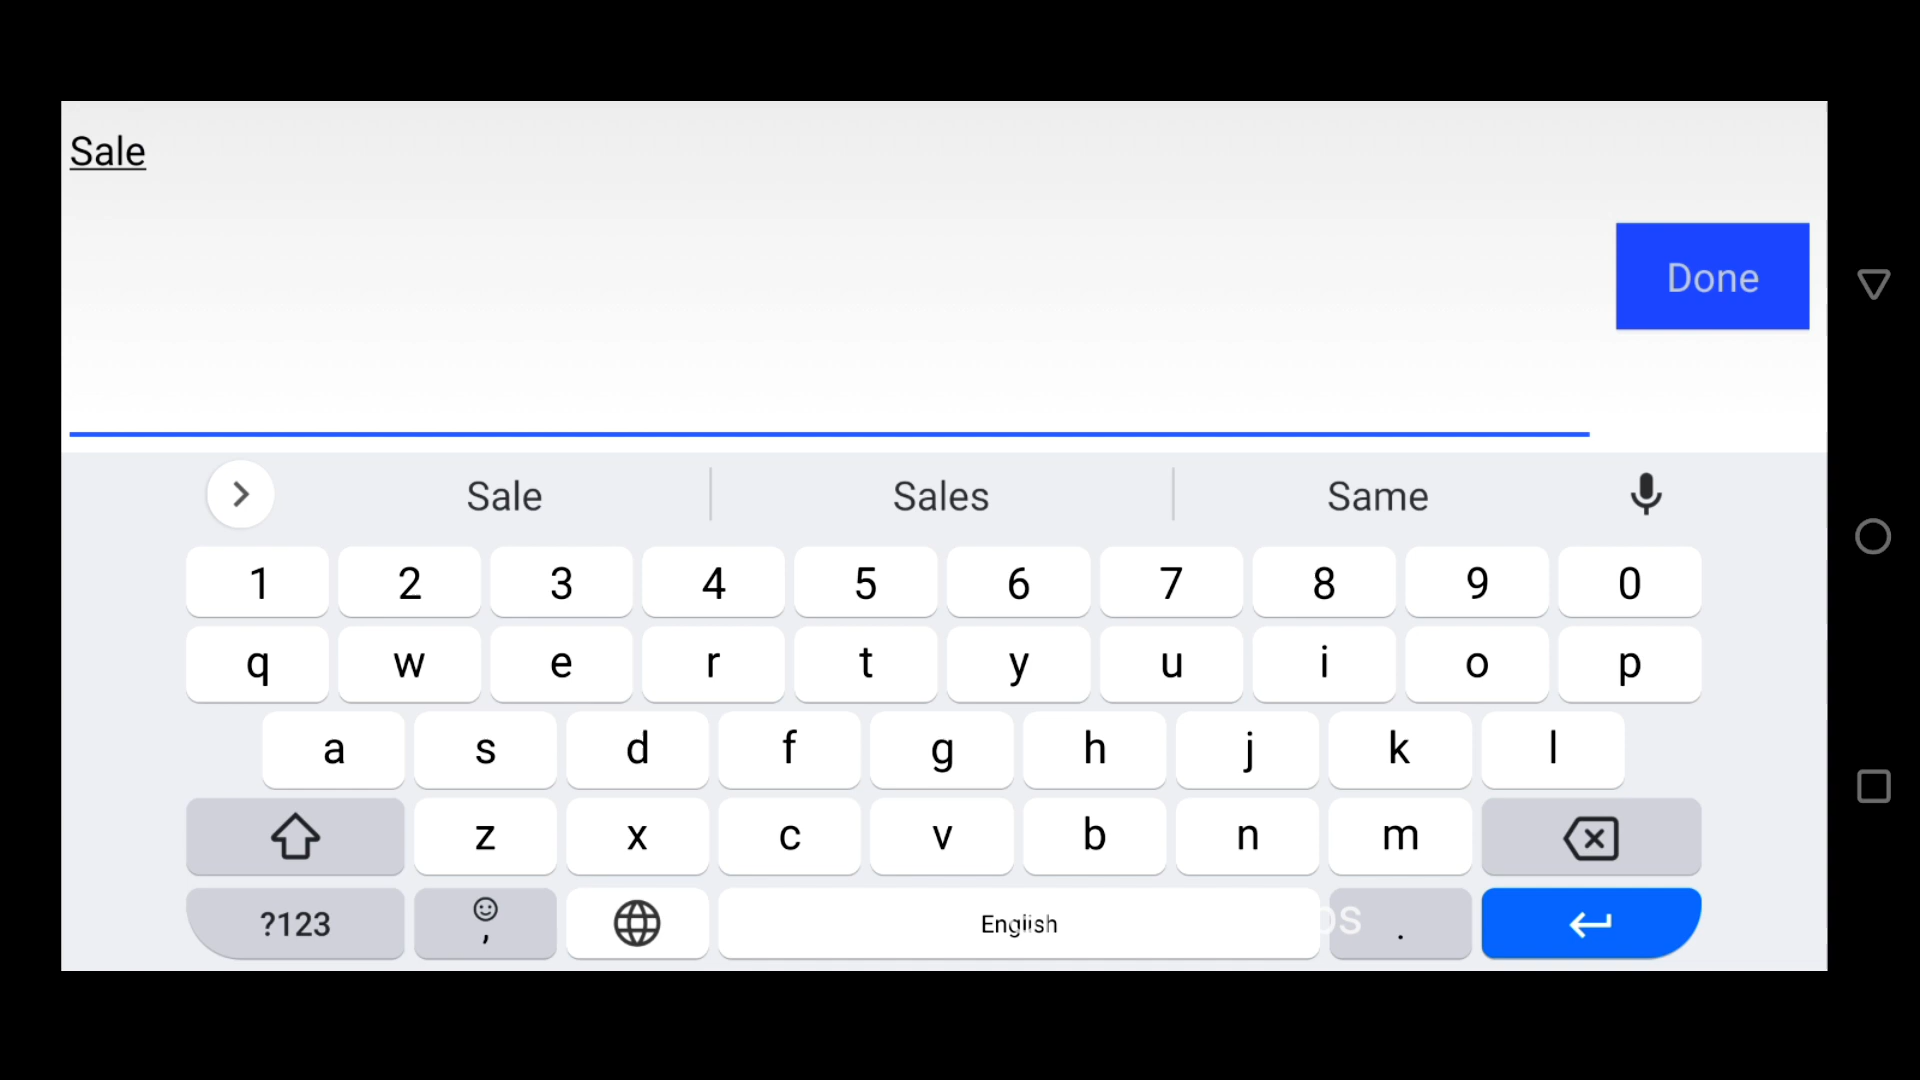 Sale
Done
Sale Sales Same
1 2 3 4 5 6 7 8 9 0
q w e r t y u i o p
a s d f g h j k l
z x c v b n m
?123 , English .